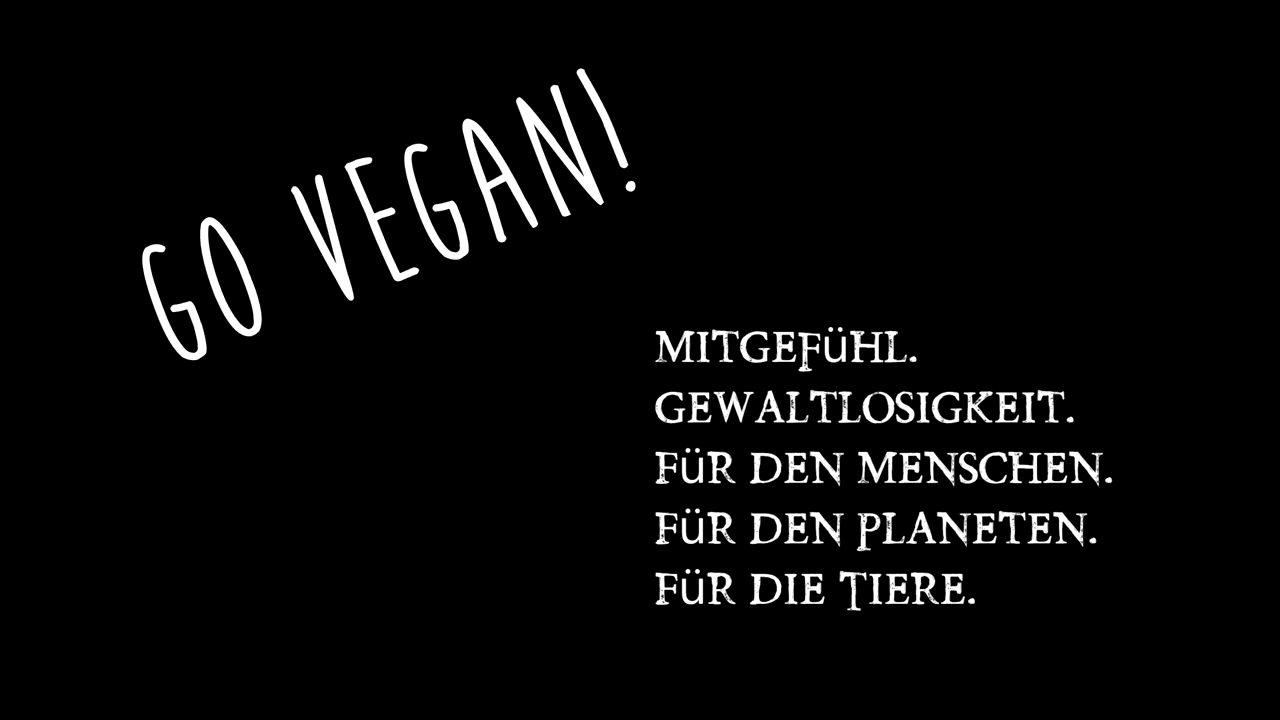 GO VEGAN!
MITGEFÜHL.
GEWALTLOSIGKEIT.
FÜR DEN MENSCHEN.
FÜR DEN PLANETEN.
FÜR DIE TIERE.